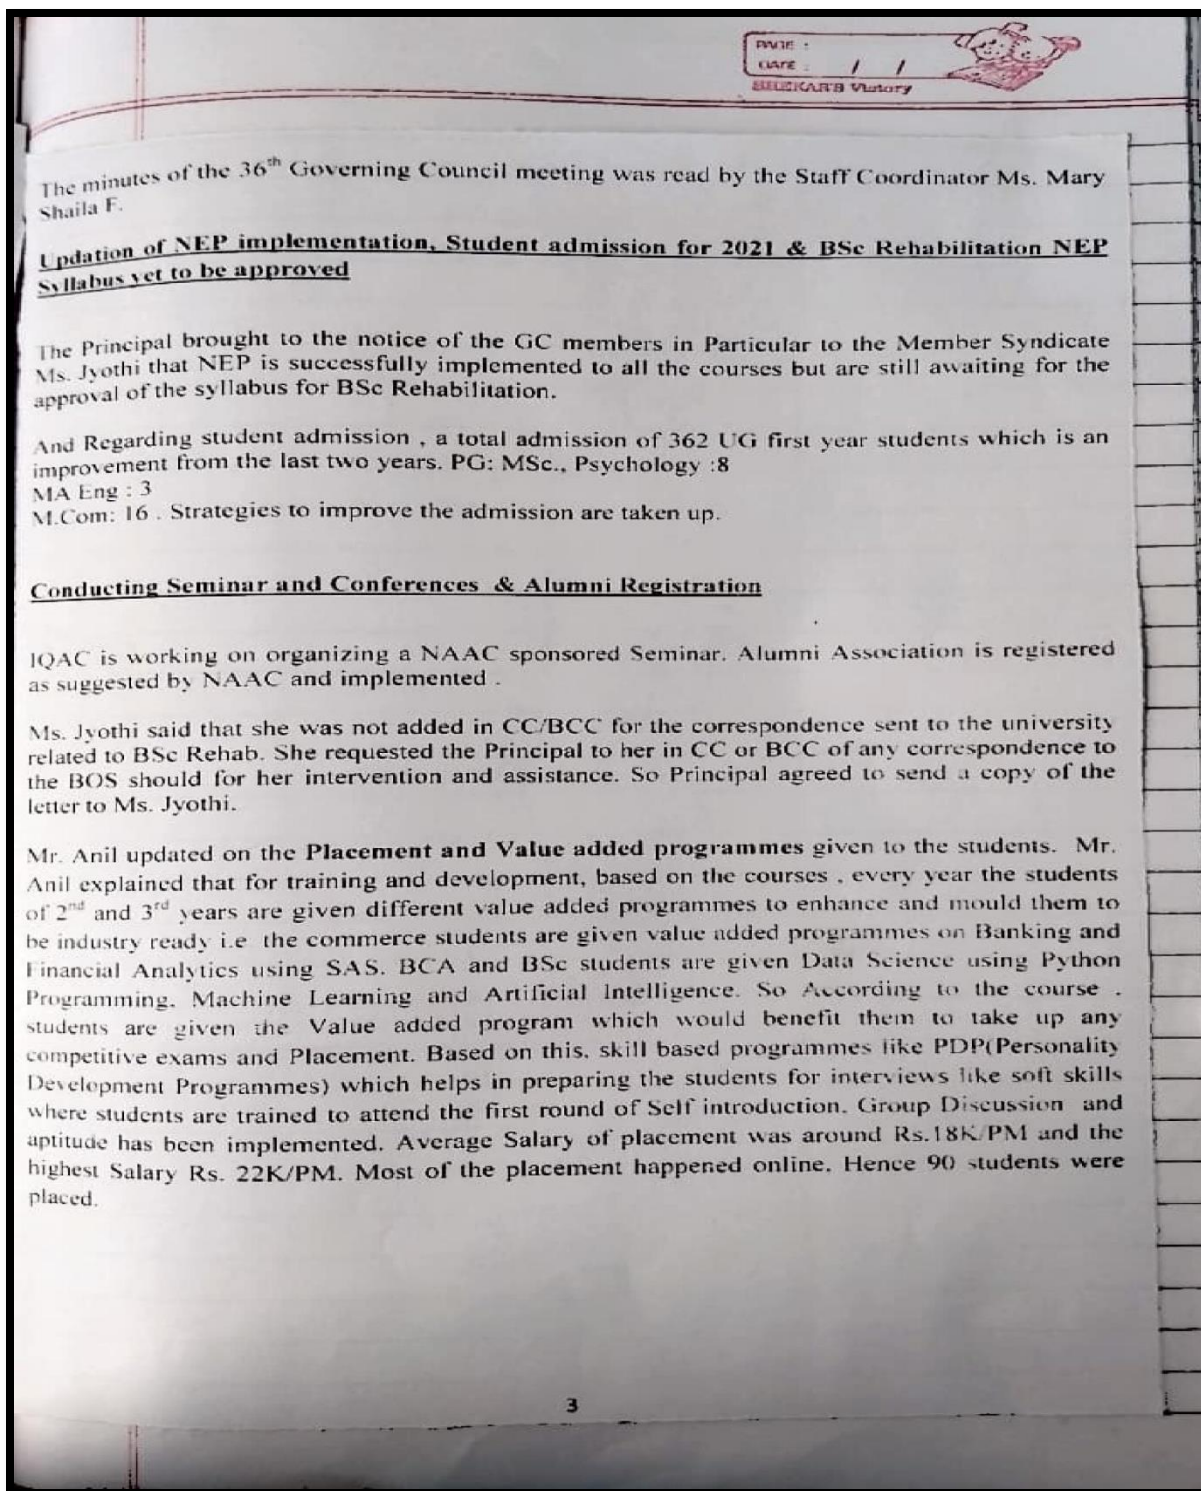 PAGE :
DATE : / /
SHEKAR'S Victory
The minutes of the 36th Governing Council meeting was read by the Staff Coordinator Ms. Mary
Shaila F.
Updation of NEP implementation, Student admission for 2021 & BSc Rehabilitation NEP
Syllabus yet to be approved
The Principal brought to the notice of the GC members in Particular to the Member Syndicate
Ms. Jyothi that NEP is successfully implemented to all the courses but are still awaiting for the
approval of the syllabus for BSc Rehabilitation.
And Regarding student admission , a total admission of 362 UG first year students which is an
improvement from the last two years. PG: MSc., Psychology :8
MA Eng : 3
M.Com: 16 . Strategies to improve the admission are taken up.
Conducting Seminar and Conferences & Alumni Registration
IQAC is working on organizing a NAAC sponsored Seminar. Alumni Association is registered
as suggested by NAAC and implemented .
Ms. Jyothi said that she was not added in CC/BCC for the correspondence sent to the university
related to BSc Rehab. She requested the Principal to her in CC or BCC of any correspondence to
the BOS should for her intervention and assistance. So Principal agreed to send a copy of the
letter to Ms. Jyothi.
Mr. Anil updated on the Placement and Value added programmes given to the students. Mr.
Anil explained that for training and development, based on the courses , every year the students
of 2nd and 3rd years are given different value added programmes to enhance and mould them to
be industry ready i.e the commerce students are given value added programmes on Banking and
Financial Analytics using SAS. BCA and BSc students are given Data Science using Python
Programming, Machine Learning and Artificial Intelligence. So According to the course ,
students are given the Value added program which would benefit them to take up any
competitive exams and Placement. Based on this, skill based programmes like PDP(Personality
Development Programmes) which helps in preparing the students for interviews like soft skills
where students are trained to attend the first round of Self introduction, Group Discussion and
aptitude has been implemented. Average Salary of placement was around Rs.18K/PM and the
highest Salary Rs. 22K/PM. Most of the placement happened online. Hence 90 students were
placed.
3